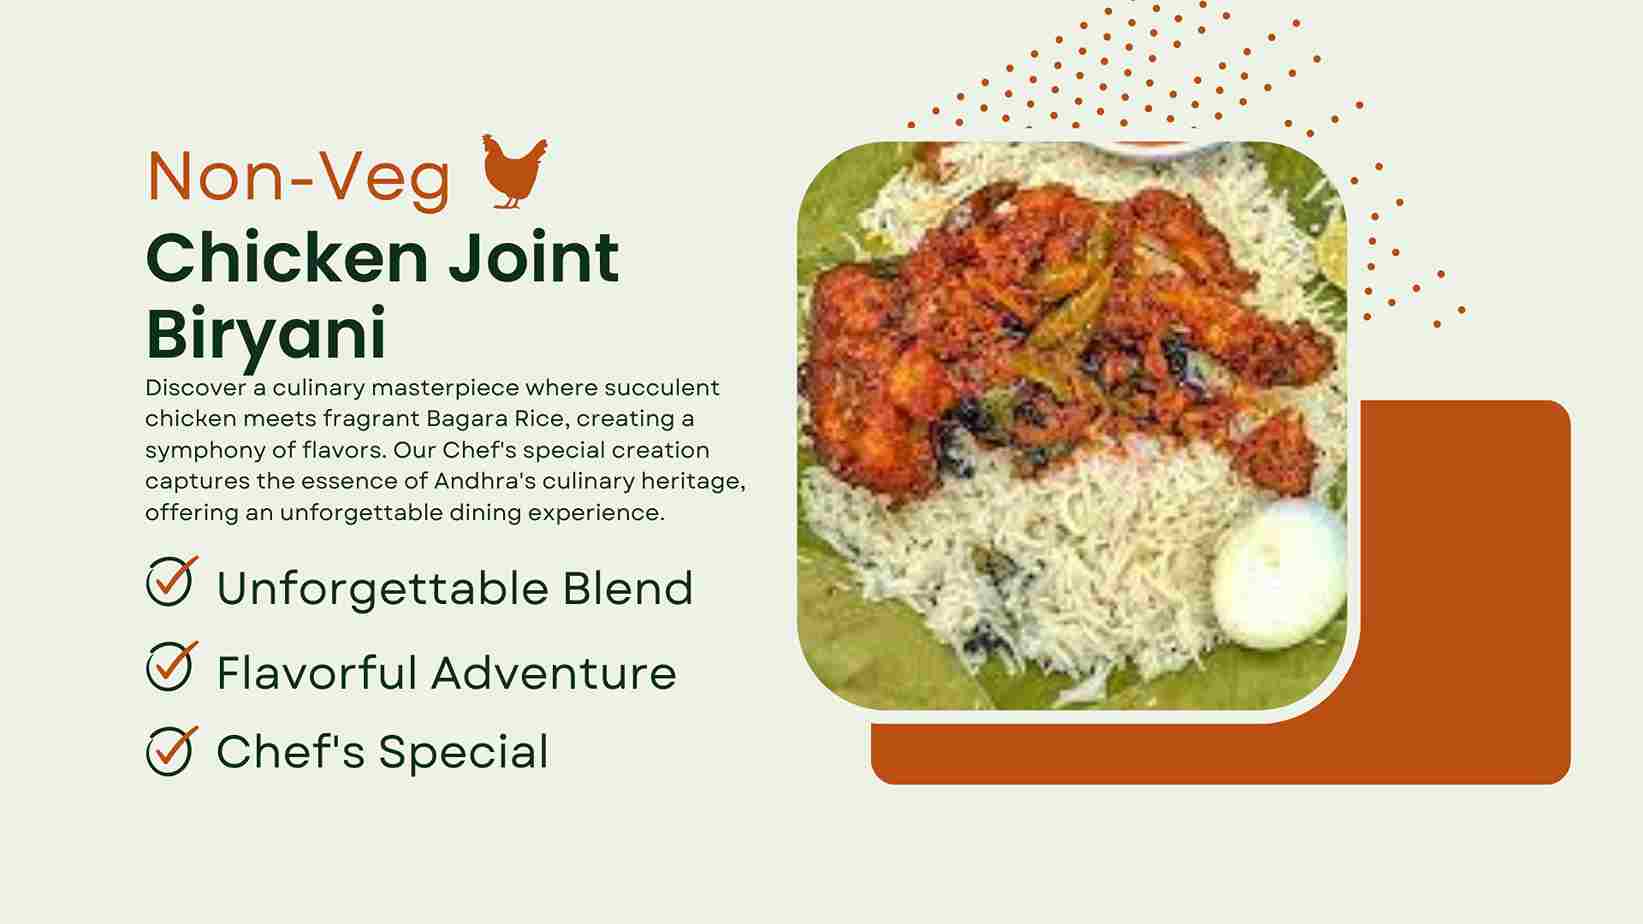 Non-Veg
Chicken Joint
Biryani
Discover a culinary masterpiece where succulent
chicken meets fragrant Bagara Rice, creating a
symphony of flavors. Our Chef's special creation
captures the essence of Andhra's culinary heritage,
offering an unforgettable dining experience.
Unforgettable Blend
Flavorful Adventure
Chef's Special